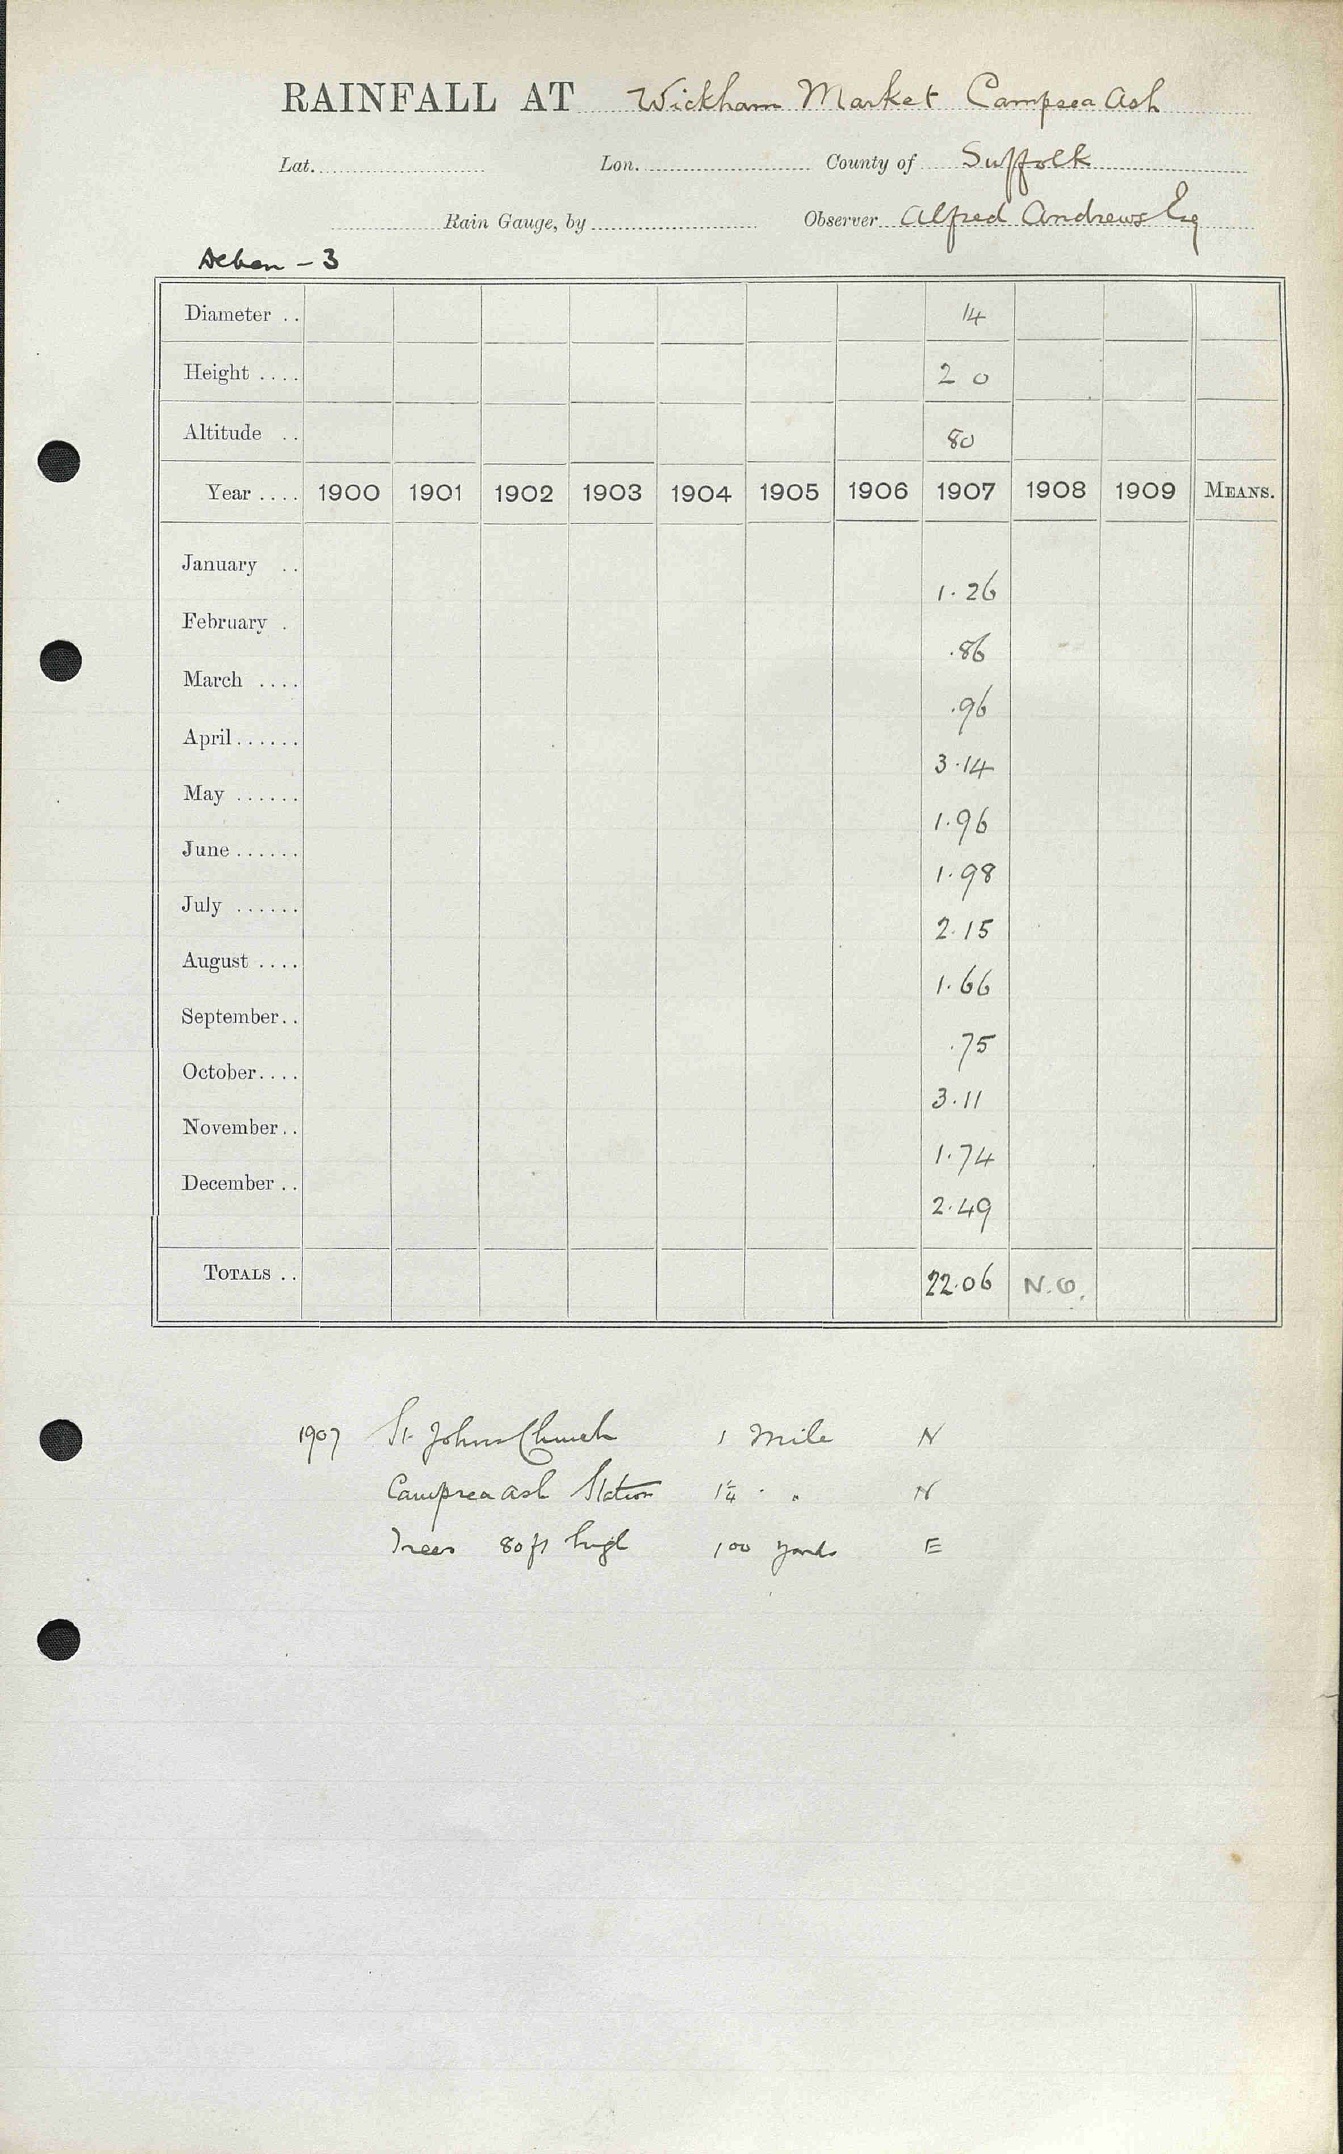 RAINFALL AT Wickham Market Campsea Ash
Lat. Lon. County of Suffolk
Rain Gauge, by Observer Alfred Andrews Esq
Deben - 3
Diameter .. 14
Height .... 2 0
Altitude .. 80
Year .... 1900 1901 1902 1903 1904 1905 1906 1907 1908 1909 MEANS.
January .. 1.26
February . .86
March .... .96
April...... 3.14
May ...... 1.96
June ...... 1.98
July ...... 2.15
August .... 1.66
September.. .75
October.... 3.11
November.. 1.74
December .. 2.49
TOTALS .. 22.06 N.O.
1907 St Johns Church 1 Mile N
Campsea Ash Station 1¼ " " N
Trees 80 ft high 100 yards E